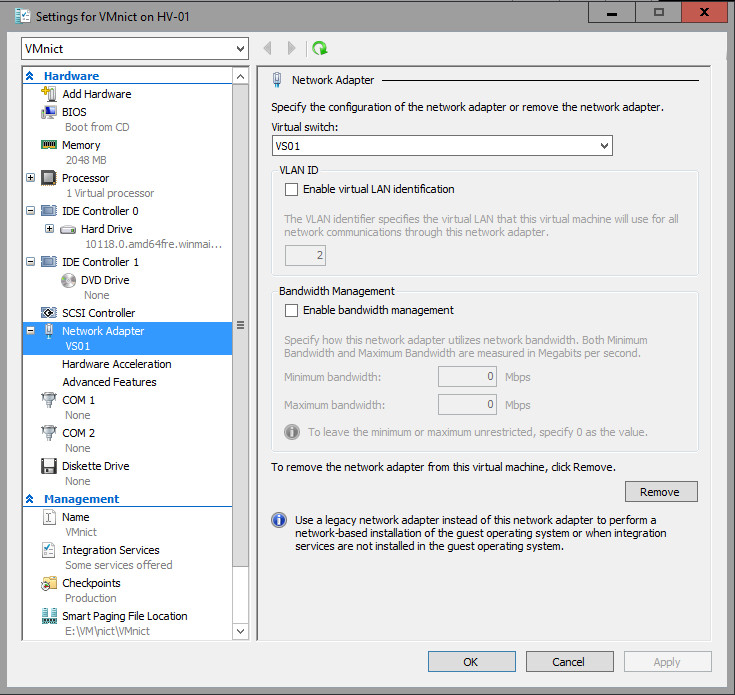 Settings for VMnict on HV-01
VMnict
Hardware
Add Hardware
BIOS
Boot from CD
Memory
2048 MB
Processor
1 Virtual processor
IDE Controller 0
Hard Drive
10118.0.amd64fre.winmai...
IDE Controller 1
DVD Drive
None
SCSI Controller
Network Adapter
VS01
Hardware Acceleration
Advanced Features
COM 1
None
COM 2
None
Diskette Drive
None
Management
Name
VMnict
Integration Services
Some services offered
Checkpoints
Production
Smart Paging File Location
E:\VM\nict\VMnict
Network Adapter
Specify the configuration of the network adapter or remove the network adapter.
Virtual switch:
VS01
VLAN ID
Enable virtual LAN identification
The VLAN identifier specifies the virtual LAN that this virtual machine will use for all
network communications through this network adapter.
2
Bandwidth Management
Enable bandwidth management
Specify how this network adapter utilizes network bandwidth. Both Minimum
Bandwidth and Maximum Bandwidth are measured in Megabits per second.
Minimum bandwidth: 0 Mbps
Maximum bandwidth: 0 Mbps
To leave the minimum or maximum unrestricted, specify 0 as the value.
To remove the network adapter from this virtual machine, click Remove.
Remove
Use a legacy network adapter instead of this network adapter to perform a
network-based installation of the guest operating system or when integration
services are not installed in the guest operating system.
OK Cancel Apply